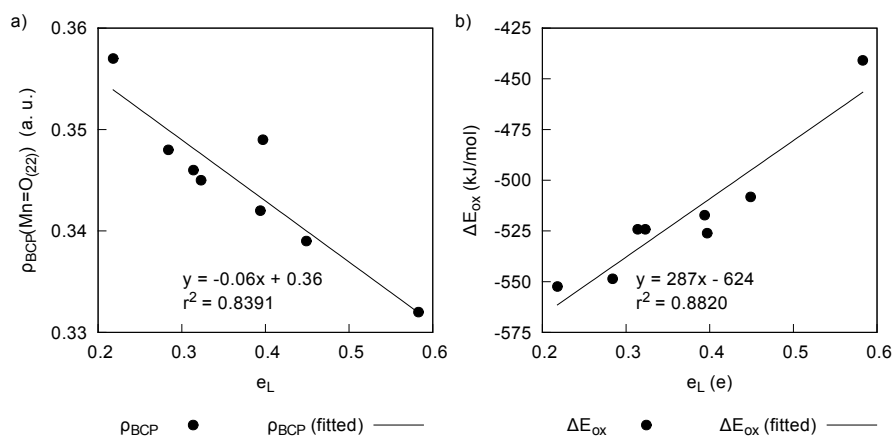 a)
0.36
0.35
0.34
0.33
ρBCP(Mn=O(22)) (a. u.)
y = -0.06x + 0.36
r² = 0.8391
0.2 0.3 0.4 0.5 0.6
eL
ρBCP ρBCP (fitted)
b)
-425
-450
-475
-500
-525
-550
-575
ΔEox (kJ/mol)
y = 287x - 624
r² = 0.8820
0.2 0.3 0.4 0.5 0.6
eL (e)
ΔEox ΔEox (fitted)